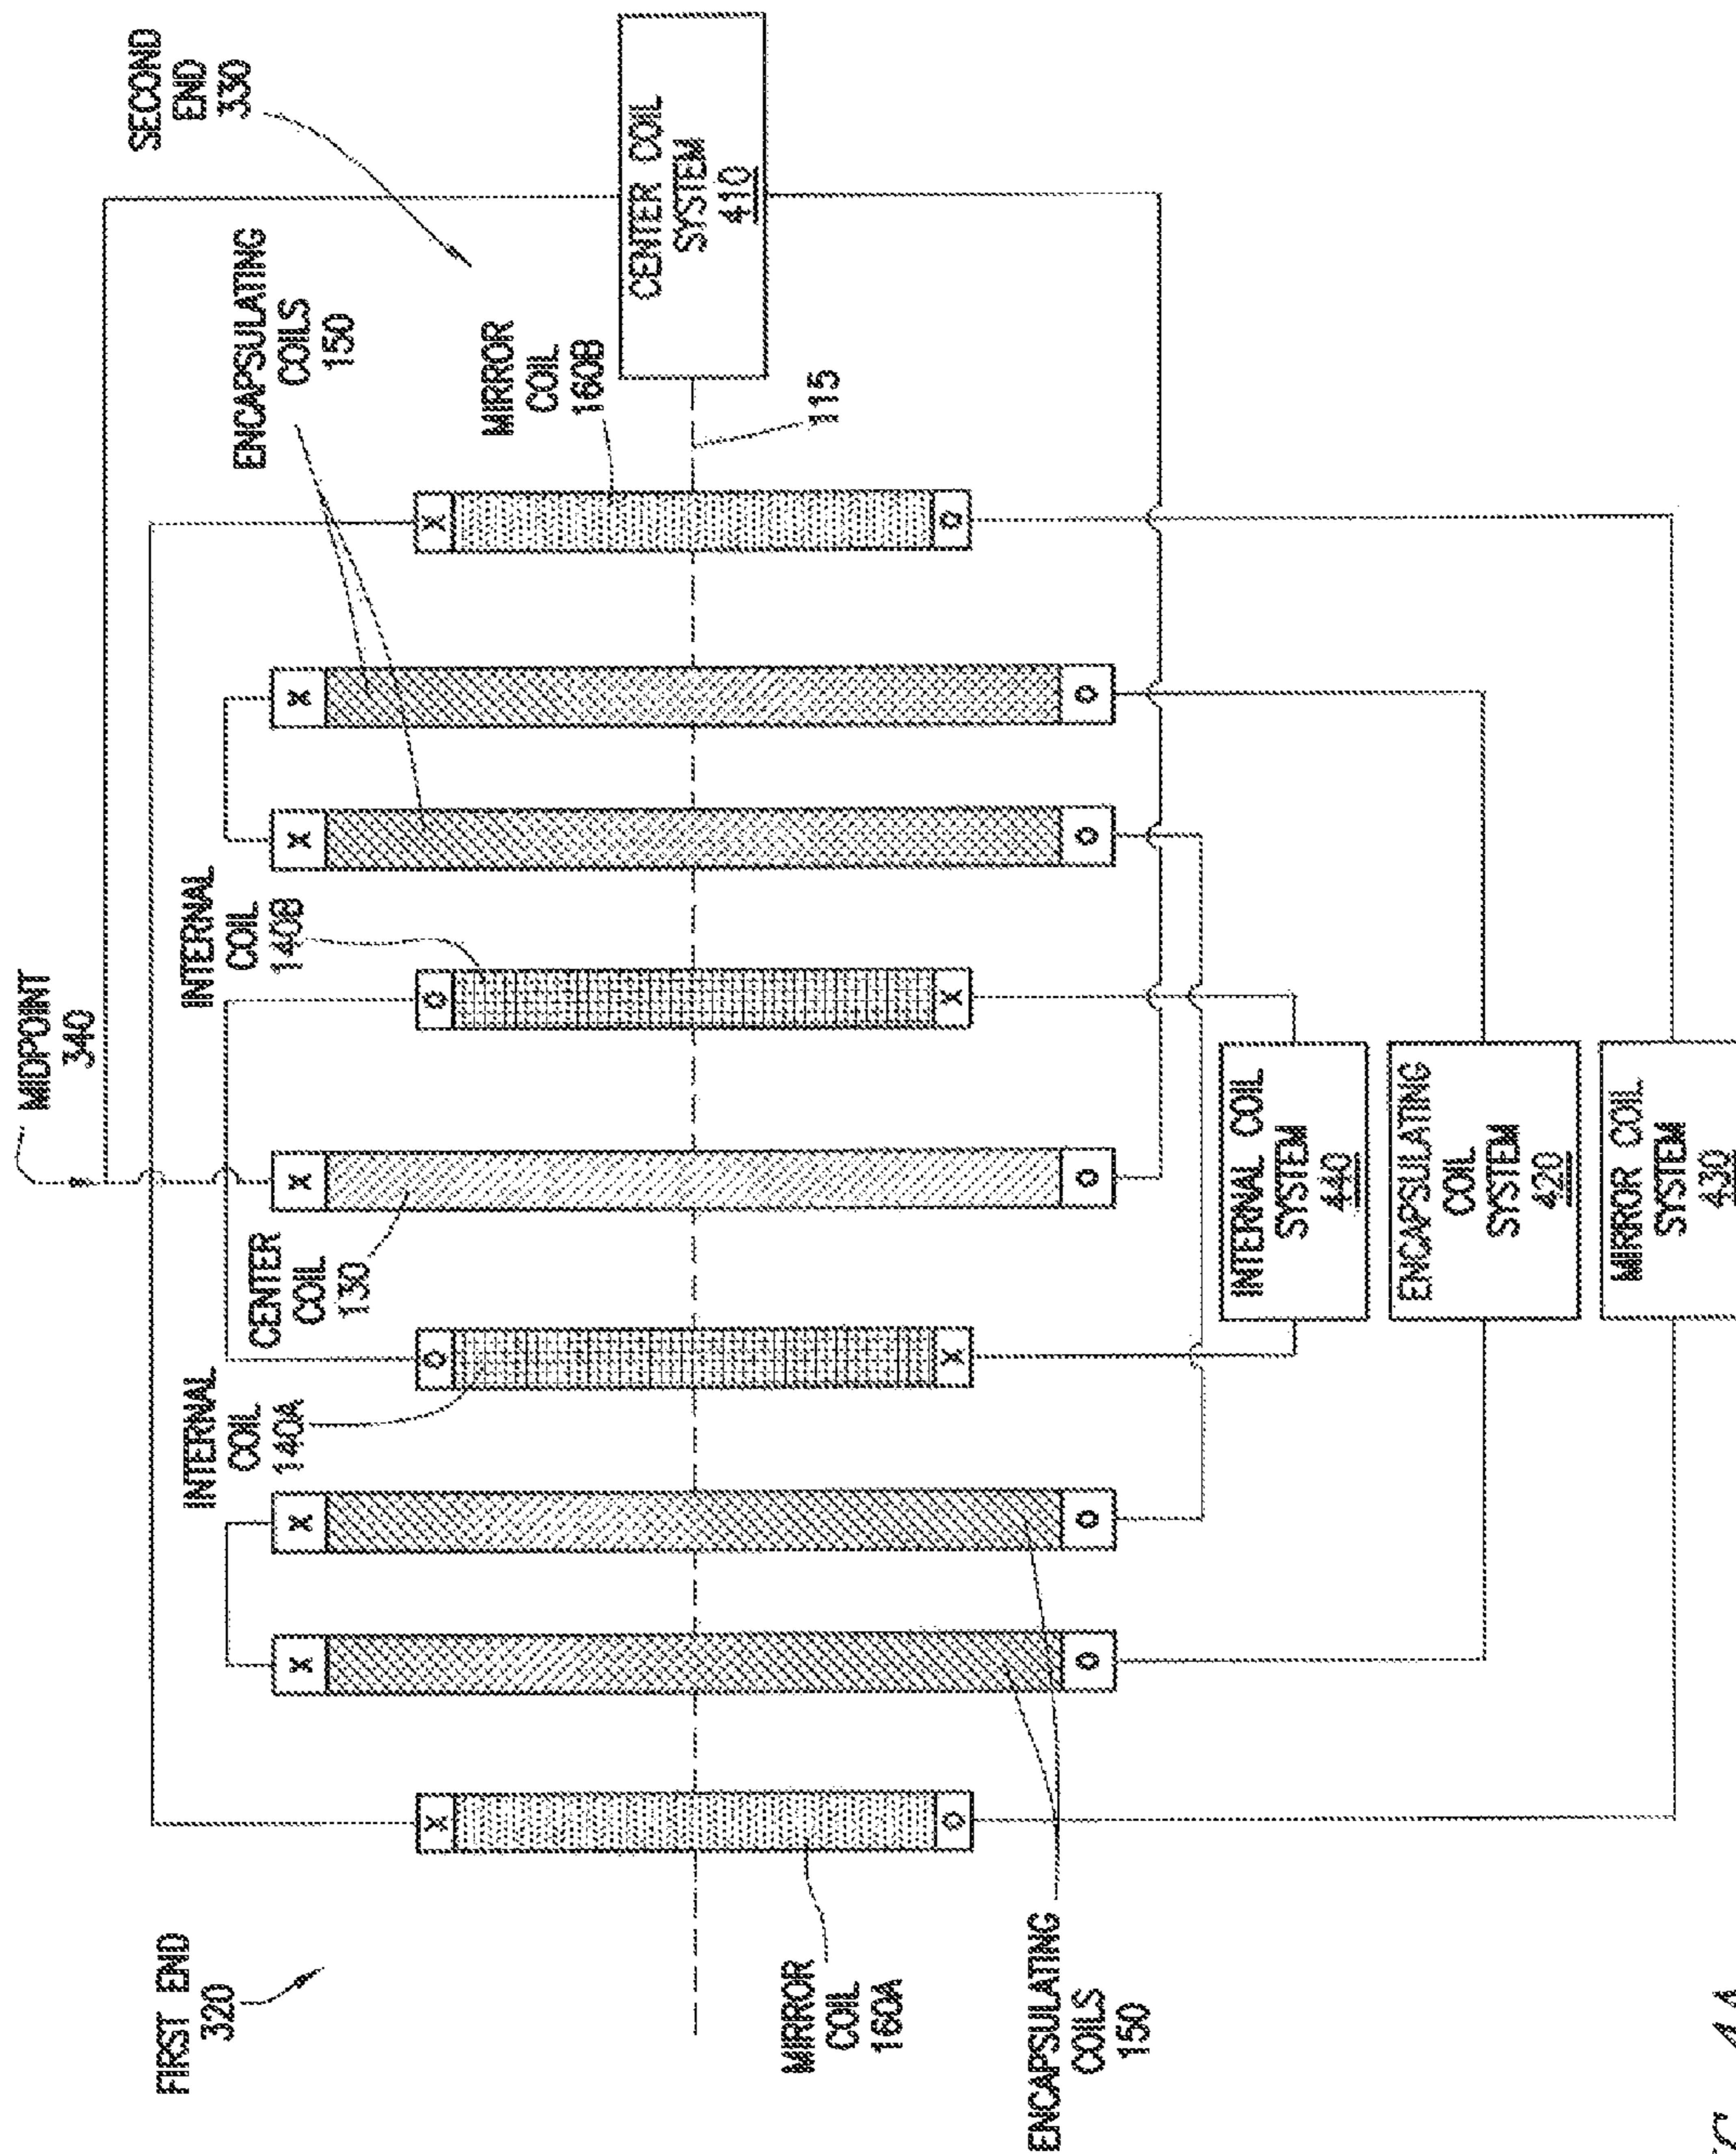 MIDPOINT
340
SECOND
END
330
FIRST END
320
ENCAPSULATING
COILS
150
MIRROR
COIL
160B
CENTER COIL
SYSTEM
410
115
INTERNAL
COIL
140B
INTERNAL
COIL
140A
CENTER
COIL
130
X
X
X
O
X
O
X
X
X
O
O
O
X
O
X
O
O
O
MIRROR
COIL
160A
ENCAPSULATING
COILS
150
INTERNAL COIL
SYSTEM
440
ENCAPSULATING
COIL
SYSTEM
420
MIRROR COIL
SYSTEM
430
4A